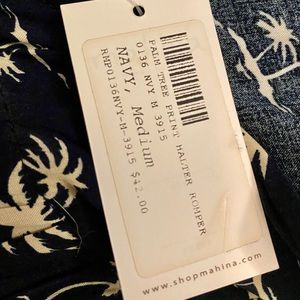 PALM TREE PRINT HALTER ROMPER
0136 NVY M 3915
NAVY, Medium
RMP0136NVY-M-3915 $42.00
www.shopmahina.com